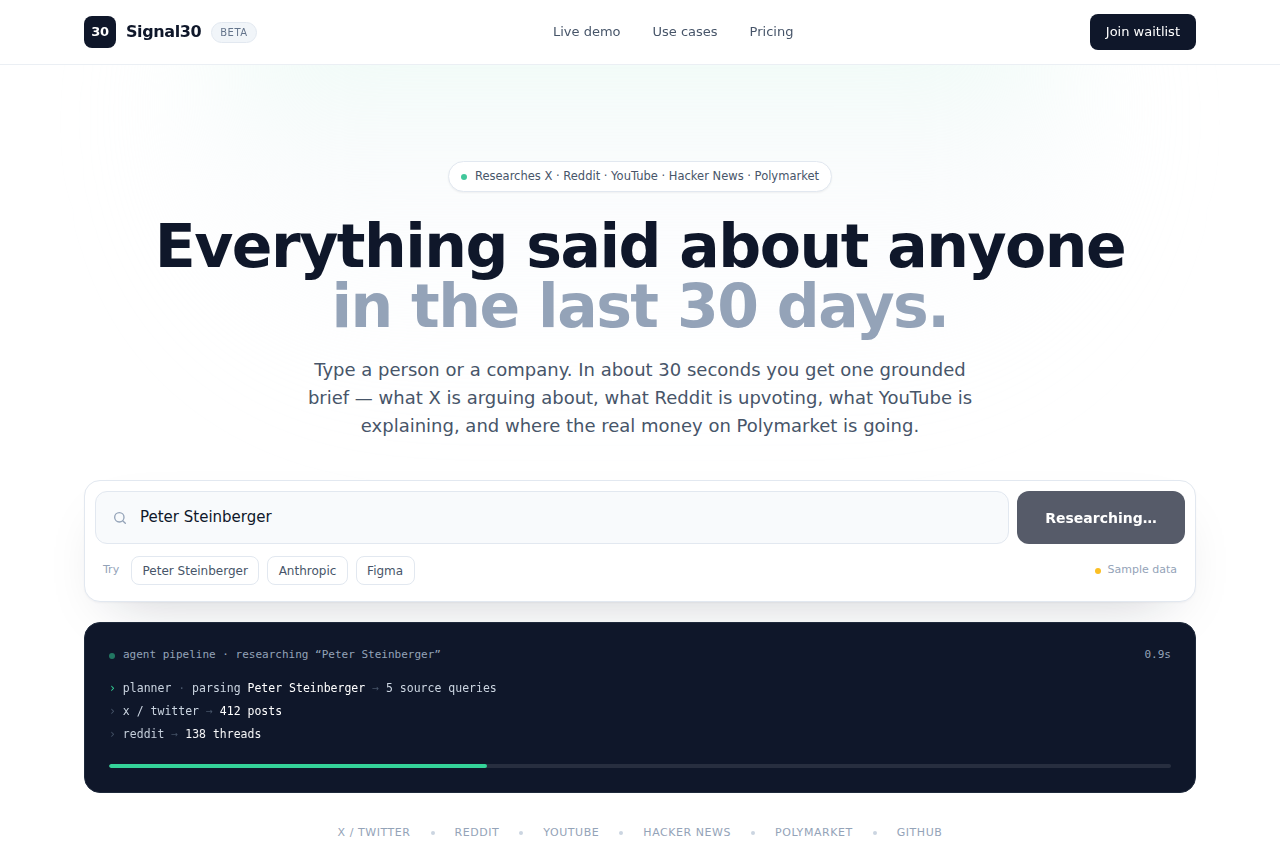 30 Signal30 BETA
Live demo Use cases Pricing
Join waitlist
Researches X · Reddit · YouTube · Hacker News · Polymarket
Everything said about anyone
in the last 30 days.
Type a person or a company. In about 30 seconds you get one grounded
brief — what X is arguing about, what Reddit is upvoting, what YouTube is
explaining, and where the real money on Polymarket is going.
Peter Steinberger
Researching…
Try Peter Steinberger Anthropic Figma
Sample data
agent pipeline · researching “Peter Steinberger” 0.9s
› planner · parsing Peter Steinberger → 5 source queries
› x / twitter → 412 posts
› reddit → 138 threads
X / TWITTER • REDDIT • YOUTUBE • HACKER NEWS • POLYMARKET • GITHUB